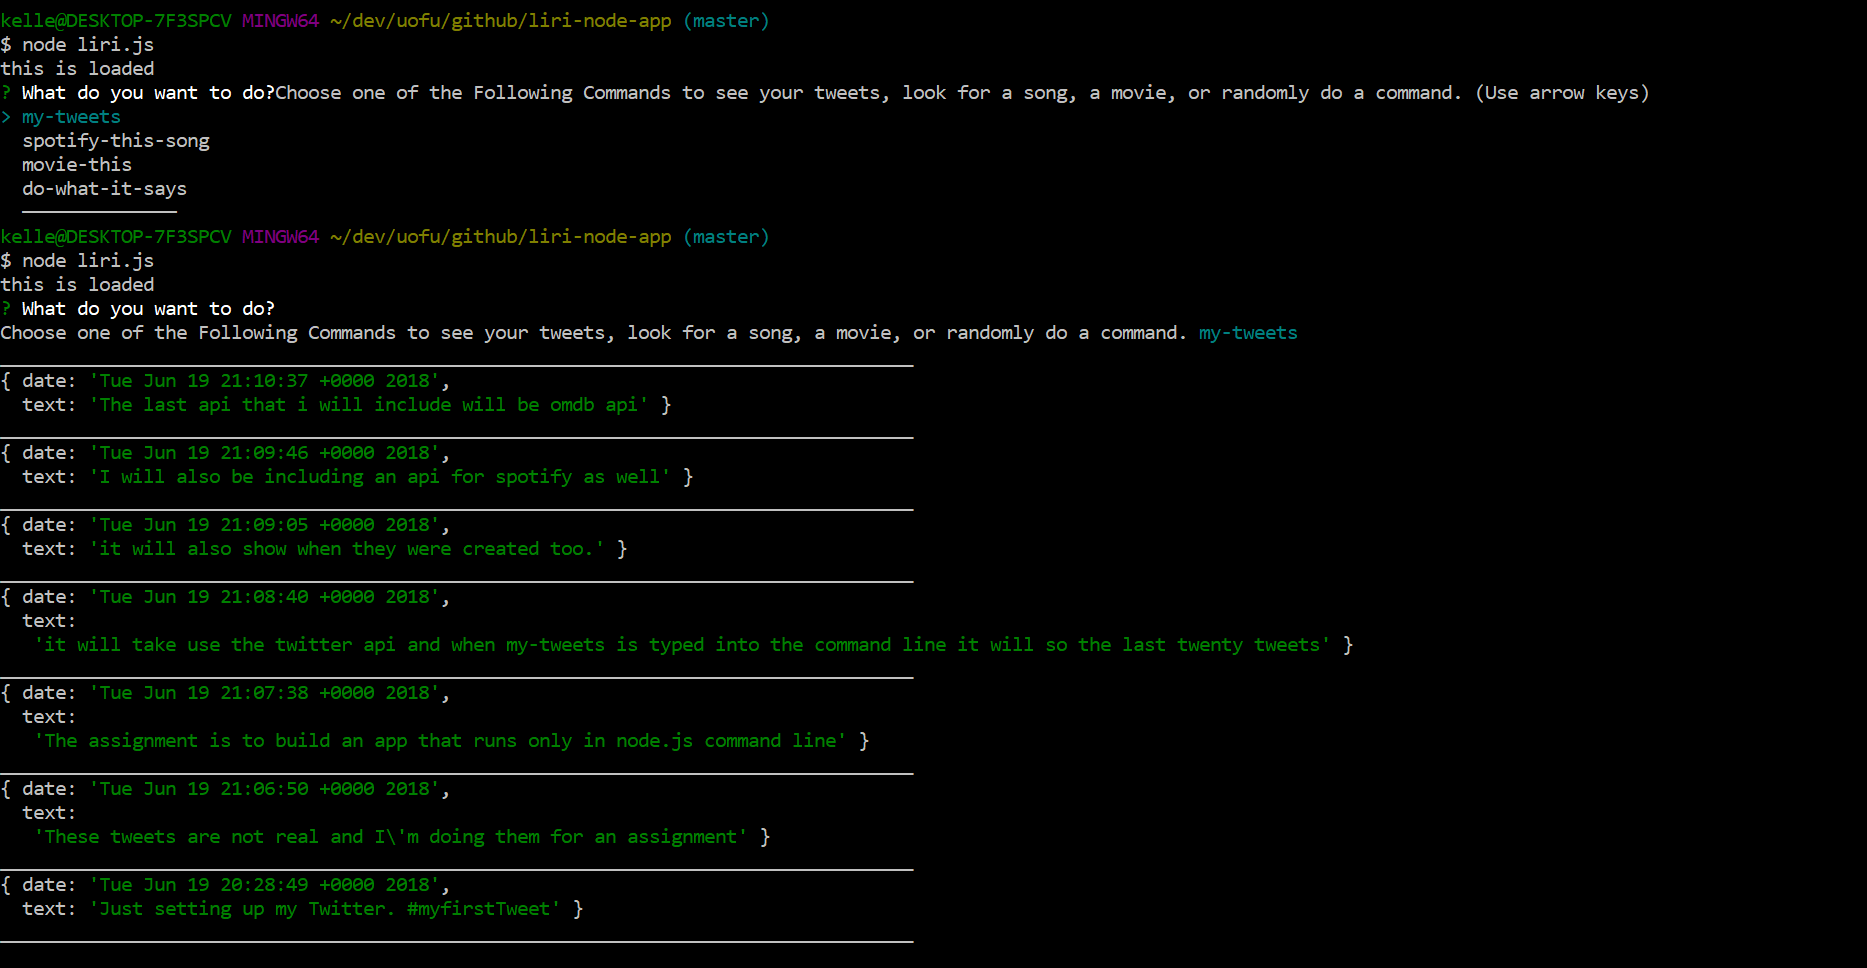 kelle@DESKTOP-7F3SPCV MINGW64 ~/dev/uofu/github/liri-node-app (master)
$ node liri.js
this is loaded
? What do you want to do?Choose one of the Following Commands to see your tweets, look for a song, a movie, or randomly do a command. (Use arrow keys)
> my-tweets
  spotify-this-song
  movie-this
  do-what-it-says
  ──────────────
kelle@DESKTOP-7F3SPCV MINGW64 ~/dev/uofu/github/liri-node-app (master)
$ node liri.js
this is loaded
? What do you want to do?
Choose one of the Following Commands to see your tweets, look for a song, a movie, or randomly do a command. my-tweets
___________________________________________________________________________________
{ date: 'Tue Jun 19 21:10:37 +0000 2018',
  text: 'The last api that i will include will be omdb api' }
___________________________________________________________________________________
{ date: 'Tue Jun 19 21:09:46 +0000 2018',
  text: 'I will also be including an api for spotify as well' }
___________________________________________________________________________________
{ date: 'Tue Jun 19 21:09:05 +0000 2018',
  text: 'it will also show when they were created too.' }
___________________________________________________________________________________
{ date: 'Tue Jun 19 21:08:40 +0000 2018',
  text:
   'it will take use the twitter api and when my-tweets is typed into the command line it will so the last twenty tweets' }
___________________________________________________________________________________
{ date: 'Tue Jun 19 21:07:38 +0000 2018',
  text:
   'The assignment is to build an app that runs only in node.js command line' }
___________________________________________________________________________________
{ date: 'Tue Jun 19 21:06:50 +0000 2018',
  text:
   'These tweets are not real and I\'m doing them for an assignment' }
___________________________________________________________________________________
{ date: 'Tue Jun 19 20:28:49 +0000 2018',
  text: 'Just setting up my Twitter. #myfirstTweet' }
___________________________________________________________________________________